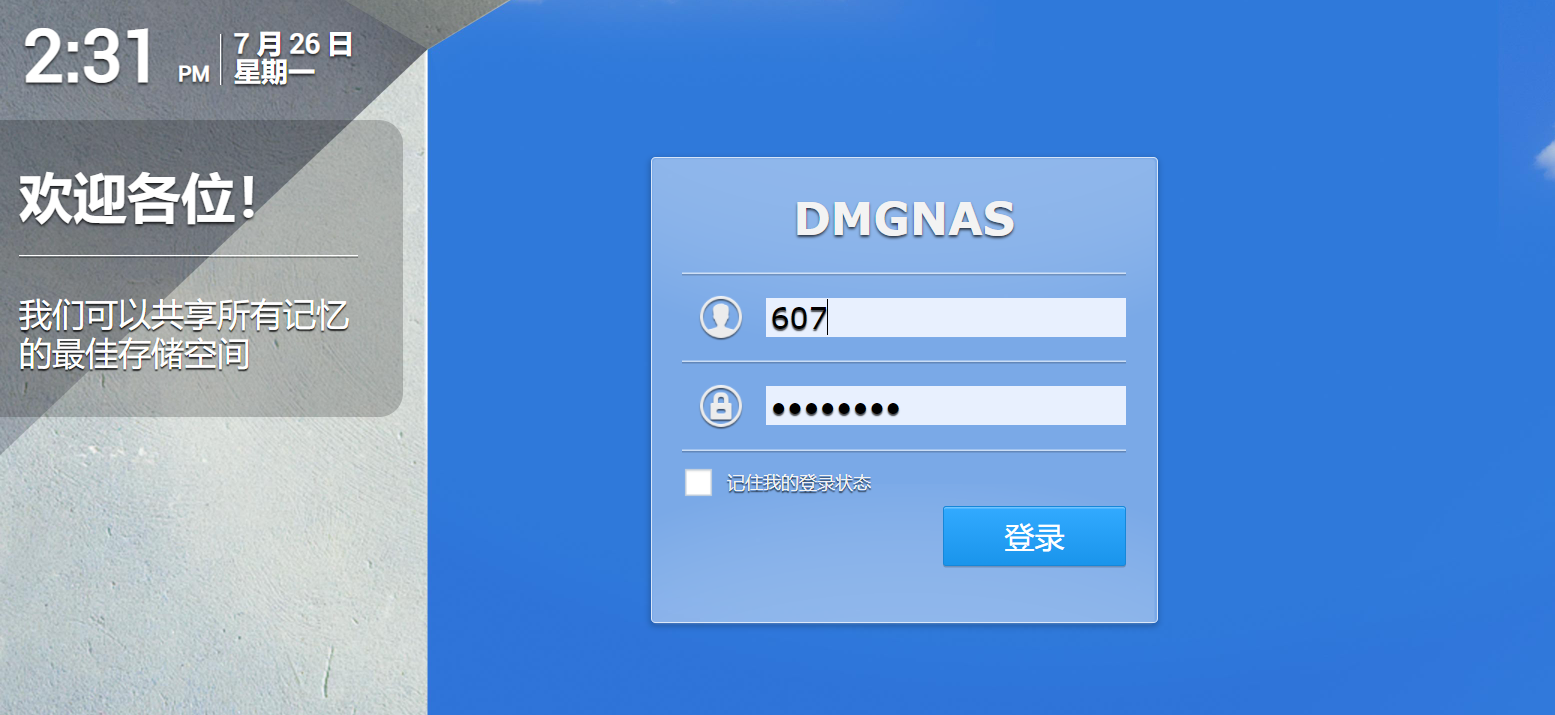 2:31 PM
7 月 26 日
星期一
欢迎各位！
我们可以共享所有记忆
的最佳存储空间
DMGNAS
607
••••••••
记住我的登录状态
登录